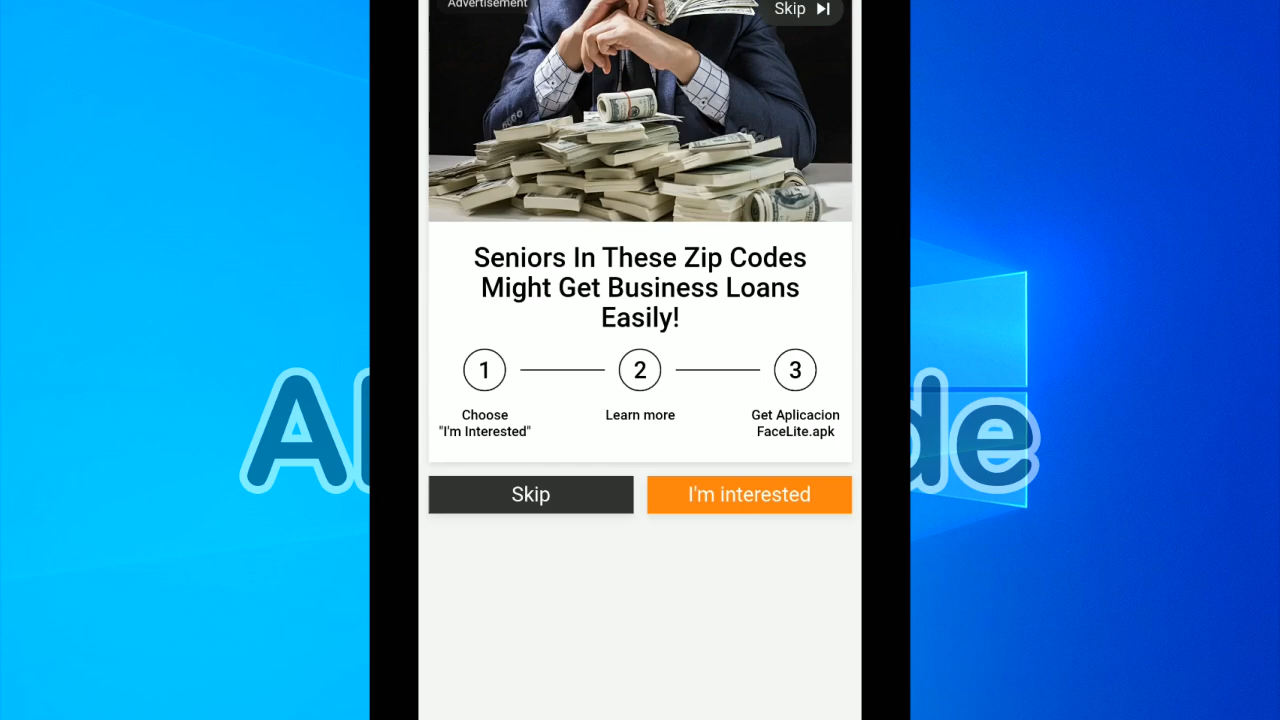 Advertisement
Skip
Seniors In These Zip Codes
Might Get Business Loans
Easily!
1
2
3
Choose
"I'm Interested"
Learn more
Get Aplicacion
FaceLite.apk
Skip
I'm interested